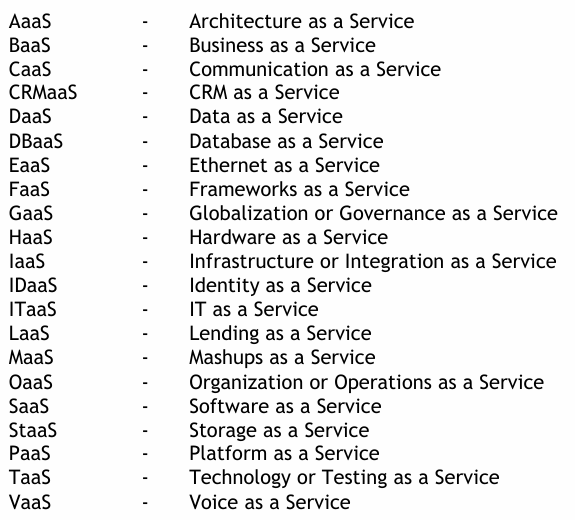 AaaS - Architecture as a Service
BaaS - Business as a Service
CaaS - Communication as a Service
CRMaaS - CRM as a Service
DaaS - Data as a Service
DBaaS - Database as a Service
EaaS - Ethernet as a Service
FaaS - Frameworks as a Service
GaaS - Globalization or Governance as a Service
HaaS - Hardware as a Service
IaaS - Infrastructure or Integration as a Service
IDaaS - Identity as a Service
ITaaS - IT as a Service
LaaS - Lending as a Service
MaaS - Mashups as a Service
OaaS - Organization or Operations as a Service
SaaS - Software as a Service
StaaS - Storage as a Service
PaaS - Platform as a Service
TaaS - Technology or Testing as a Service
VaaS - Voice as a Service